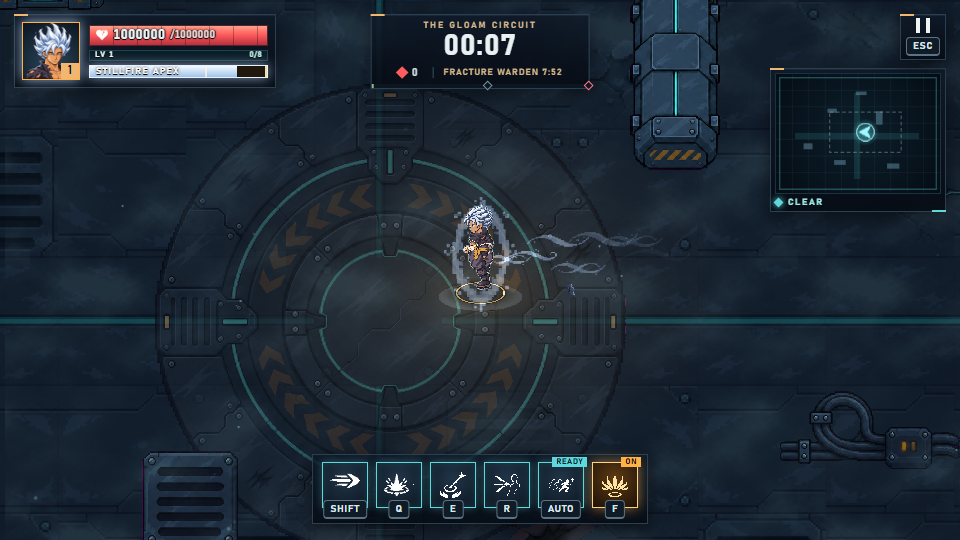 THE GLOAM CIRCUIT
00:07
0 FRACTURE WARDEN 7:52
1000000 /1000000
LV 1 0/8
1 STILLFIRE APEX
ESC
CLEAR
READY ON
SHIFT Q E R AUTO F